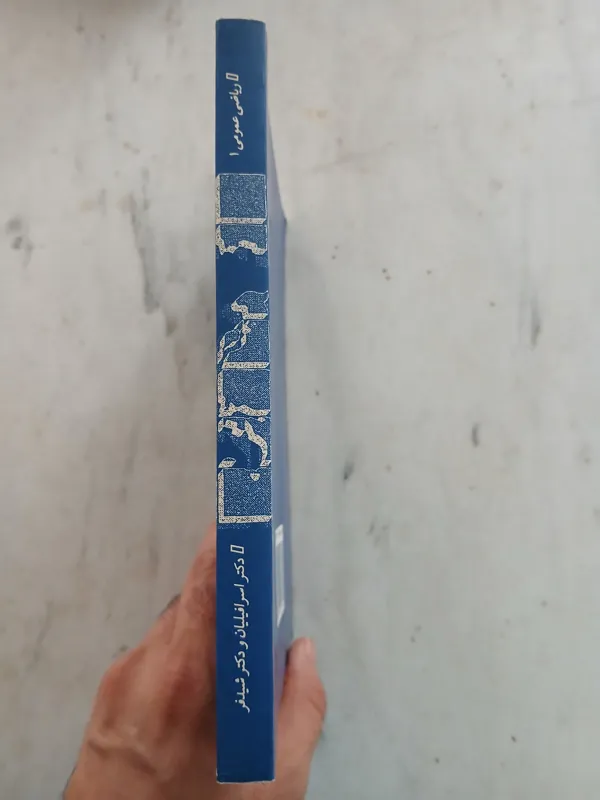 ریاضی عمومی ۱
دکتر اسرافیلیان و دکتر شیدفر